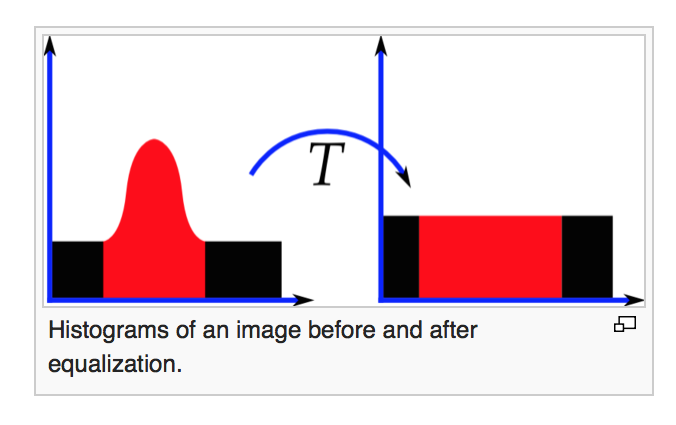 T
Histograms of an image before and after
equalization.